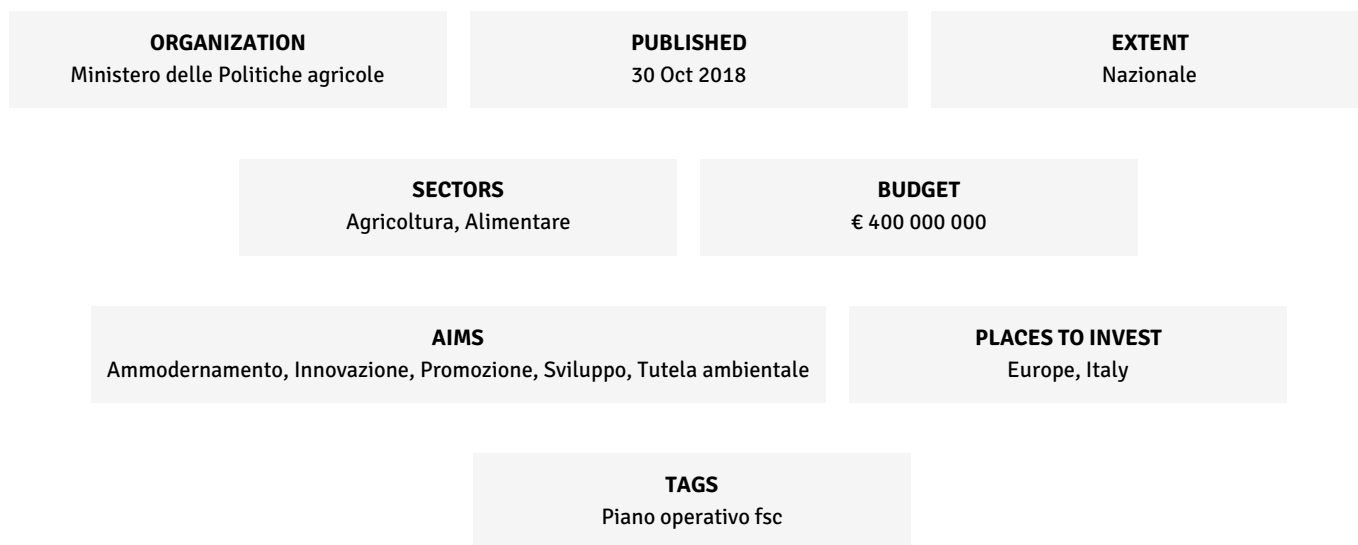 ORGANIZATION
Ministero delle Politiche agricole
PUBLISHED
30 Oct 2018
EXTENT
Nazionale
SECTORS
Agricoltura, Alimentare
BUDGET
€ 400 000 000
AIMS
Ammodernamento, Innovazione, Promozione, Sviluppo, Tutela ambientale
PLACES TO INVEST
Europe, Italy
TAGS
Piano operativo fsc